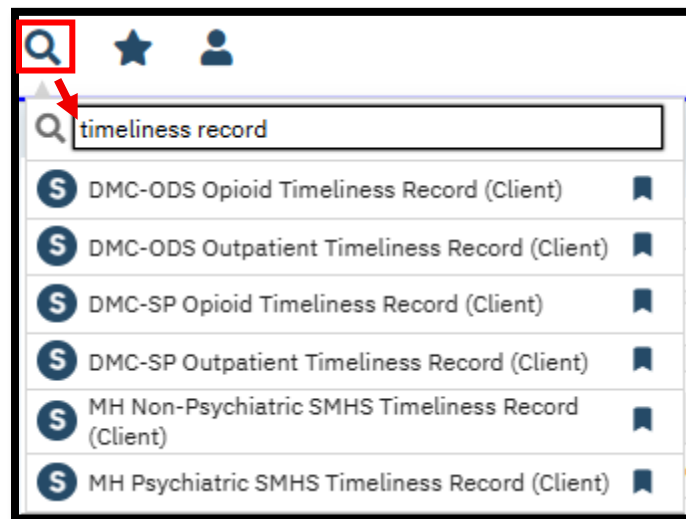 timeliness record
S DMC-ODS Opioid Timeliness Record (Client)
S DMC-ODS Outpatient Timeliness Record (Client)
S DMC-SP Opioid Timeliness Record (Client)
S DMC-SP Outpatient Timeliness Record (Client)
S MH Non-Psychiatric SMHS Timeliness Record
(Client)
S MH Psychiatric SMHS Timeliness Record (Client)